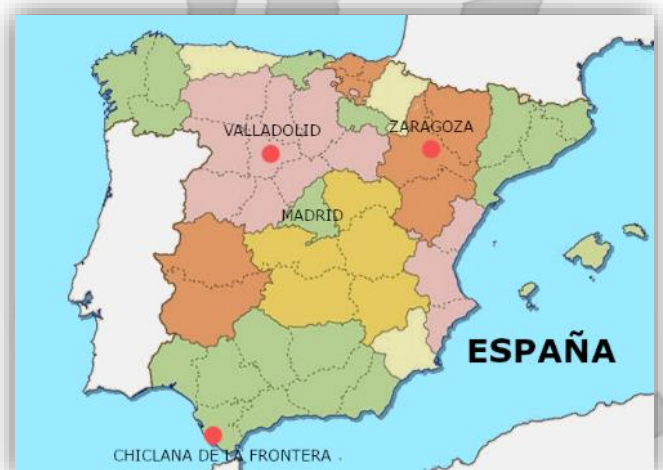 VALLADOLID
ZARAGOZA
MADRID
ESPAÑA
CHICLANA DE LA FRONTERA